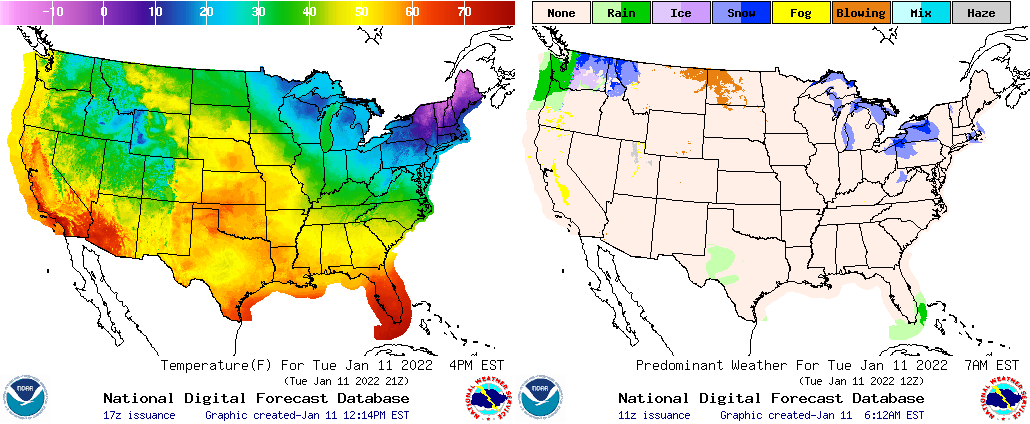 -10 0 10 20 30 40 50 60 70
None Rain Ice Snow Fog Blowing Mix Haze
Temperature(F) For Tue Jan 11 2022 4PM EST
(Tue Jan 11 2022 21Z)
National Digital Forecast Database
17z issuance Graphic created-Jan 11 12:14PM EST
NOAA
NATIONAL WEATHER SERVICE
Predominant Weather For Tue Jan 11 2022 7AM EST
(Tue Jan 11 2022 12Z)
National Digital Forecast Database
11z issuance Graphic created-Jan 11 6:12AM EST
NOAA
NATIONAL WEATHER SERVICE